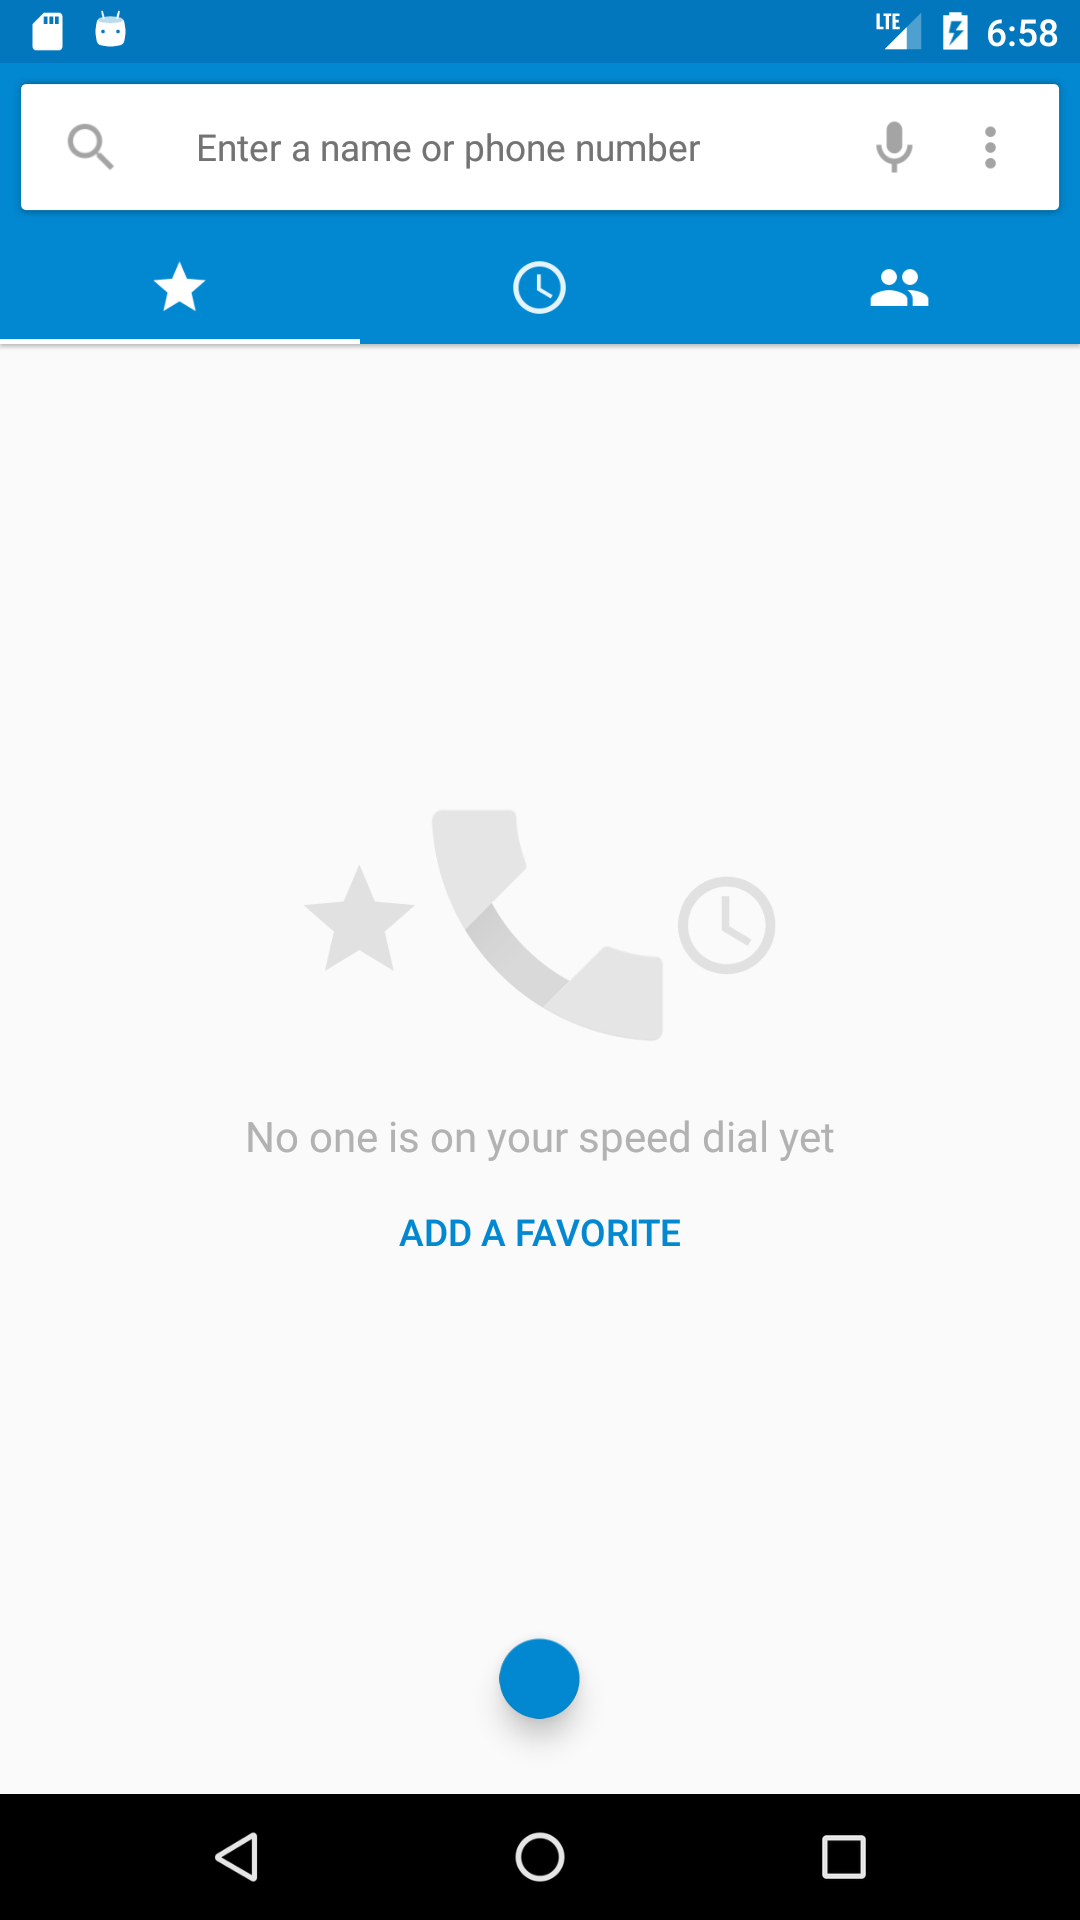 LTE 6:58
Enter a name or phone number
No one is on your speed dial yet
ADD A FAVORITE